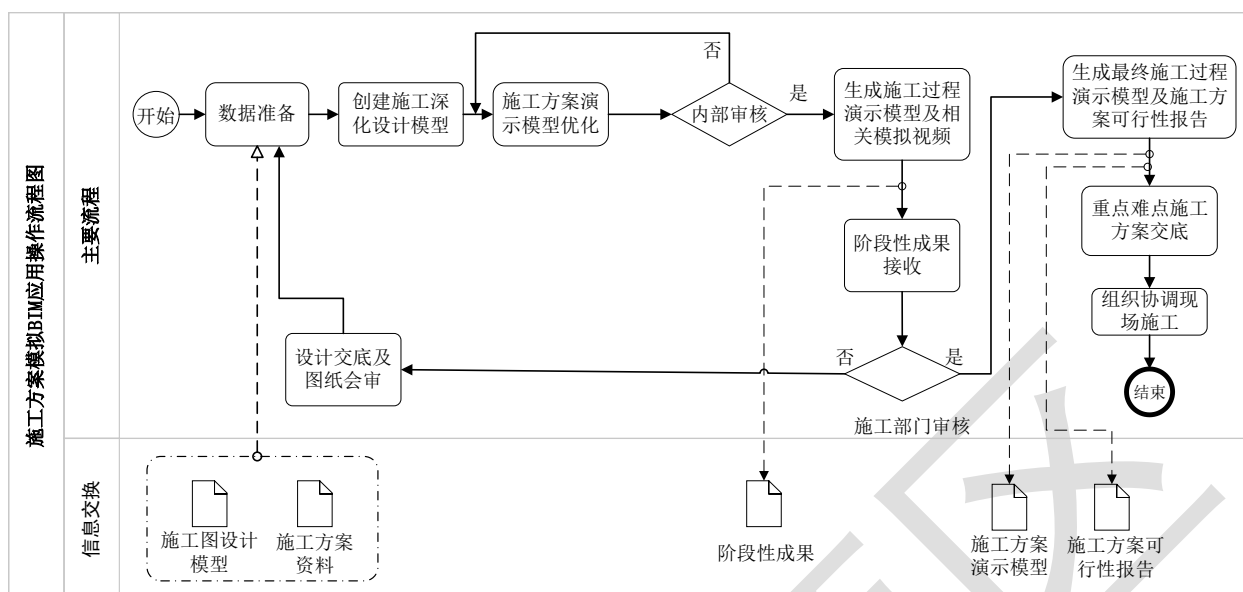 施工方案模拟BIM应用操作流程图
主要流程
开始
数据准备
创建施工深
化设计模型
施工方案演
示模型优化
否
内部审核
是
生成施工过程
演示模型及相
关模拟视频
生成最终施工过程
演示模型及施工方
案可行性报告
阶段性成果
接收
重点难点施工
方案交底
组织协调现
场施工
设计交底及
图纸会审
否
是
施工部门审核
结束
信息交换
施工图设计
模型
施工方案
资料
阶段性成果
施工方案
演示模型
施工方案可
行性报告